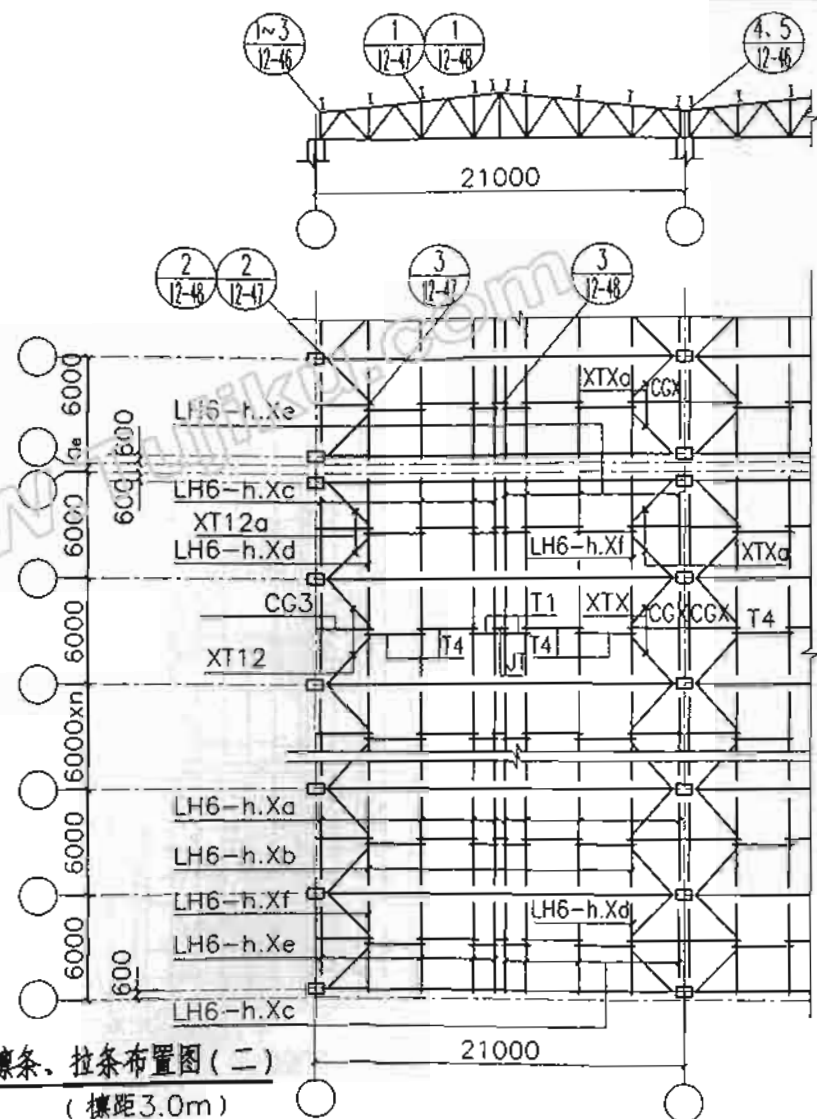 1~3
12-46
1
12-47
1
12-48
4、5
12-46
21000
2
12-48
2
12-47
3
12-47
3
12-48
www.Tujiku.com
6000
LH6-h.Xe
XTXa
CGX
600
600
LH6-h.Xc
XT12a
LH6-h.Xd
LH6-h.Xf
XTXa
6000
CG3
T1
XTX
CGX
CGX
T4
T4
T4
6000
XT12
JT
6000xn
LH6-h.Xa
6000
LH6-h.Xb
LH6-h.Xf
LH6-h.Xd
6000
LH6-h.Xe
600
LH6-h.Xc
21000
檩条、拉条布置图(二)
(檩距3.0m)